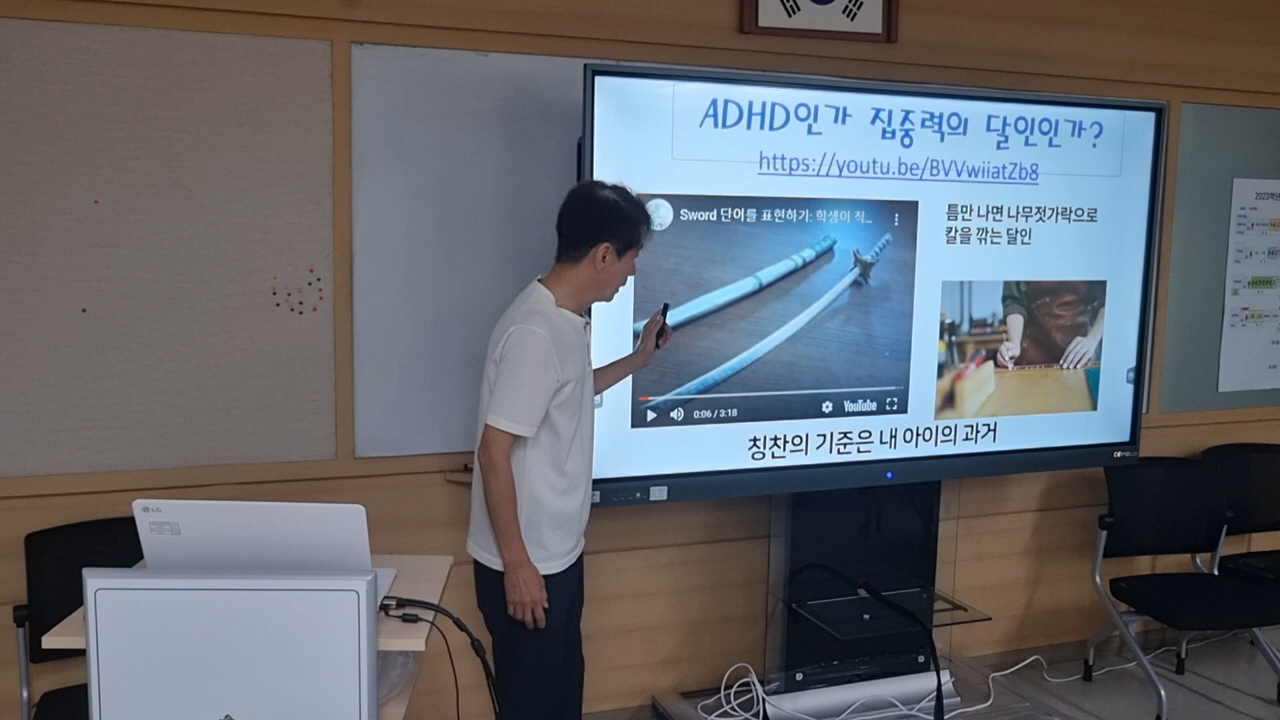 ADHD인가 집중력의 달인인가?
https://youtu.be/BVVwiiatZb8
Sword 단이를 표현하기: 학생이 직...
틈만 나면 나무젓가락으로
칼을 깎는 달인
0:06 / 3:18
YouTube
칭찬의 기준은 내 아이의 과거
LG